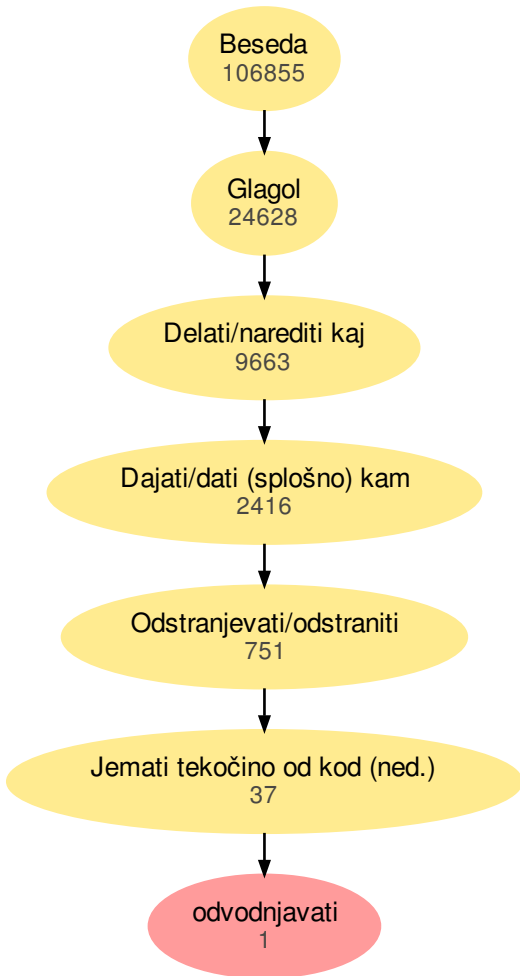 Beseda
106855
Glagol
24628
Delati/narediti kaj
9663
Dajati/dati (splošno) kam
2416
Odstranjevati/odstraniti
751
Jemati tekočino od kod (ned.)
37
odvodnjavati
1